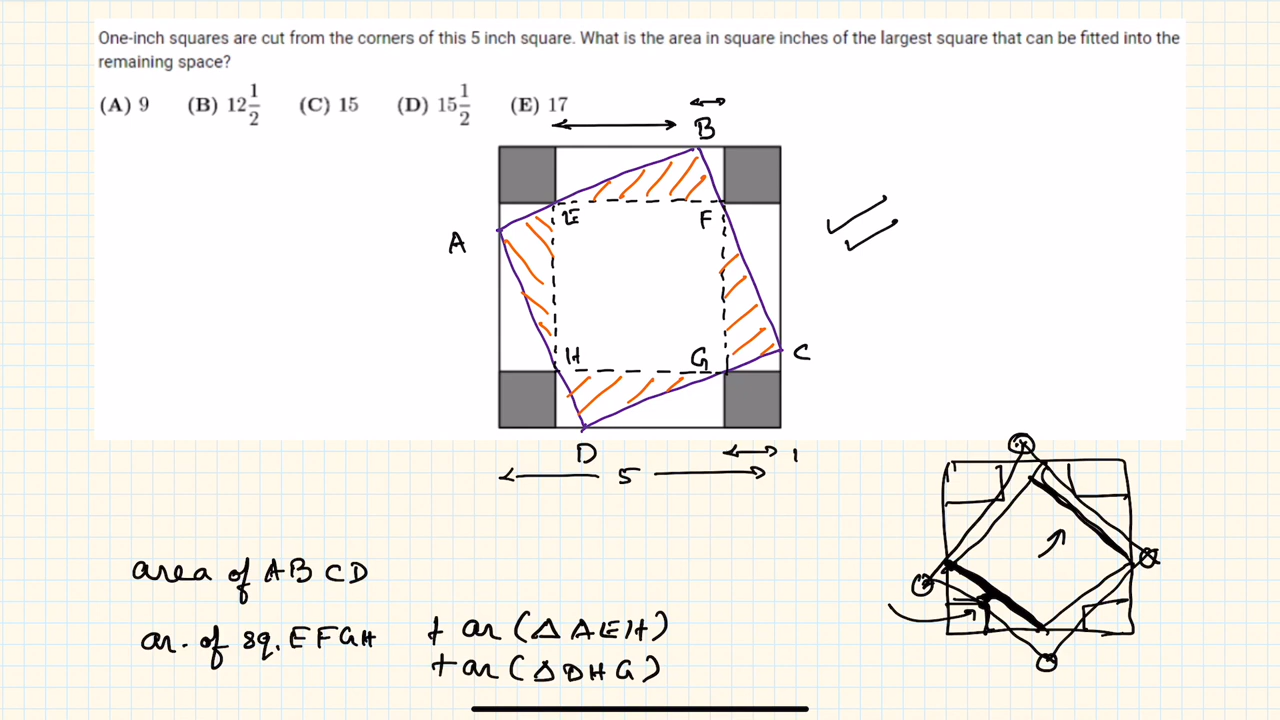 One-inch squares are cut from the corners of this 5 inch square. What is the area in square inches of the largest square that can be fitted into the
remaining space?
(A) 9 (B) 12 1/2 (C) 15 (D) 15 1/2 (E) 17
B
E F
A
H G C
D 1
5
area of ABCD
ar. of sq. EFGH + ar (△ AEH)
+ ar (△ DHG)